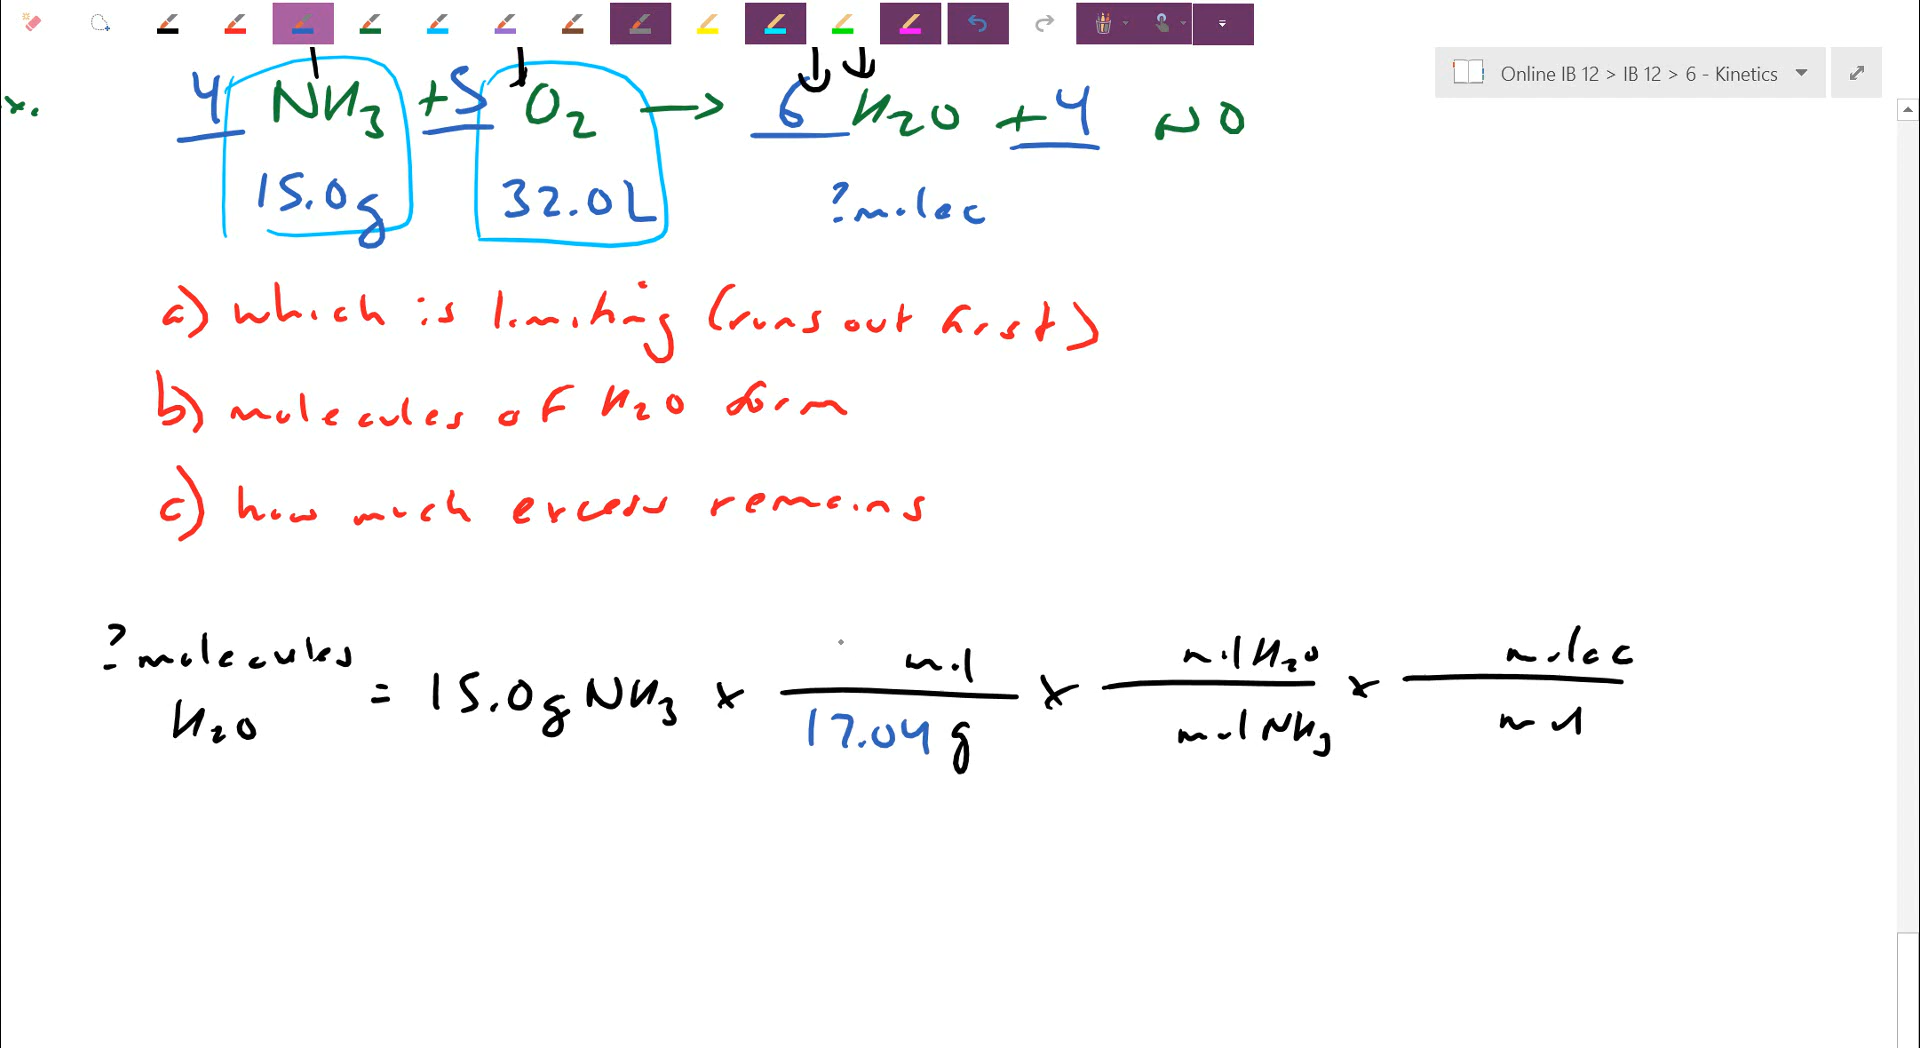 Online IB 12 > IB 12 > 6 - Kinetics
x. 4 NH3 + 5 O2 → 6 H2O + 4 NO
15.0g 32.0L ?molec
a) which is limiting (runs out first)
b) molecules of H2O form
c) how much excess remains
?molecules H2O = 15.0g NH3 x mol / 17.04 g x mol H2O / mol NH3 x molec / mol